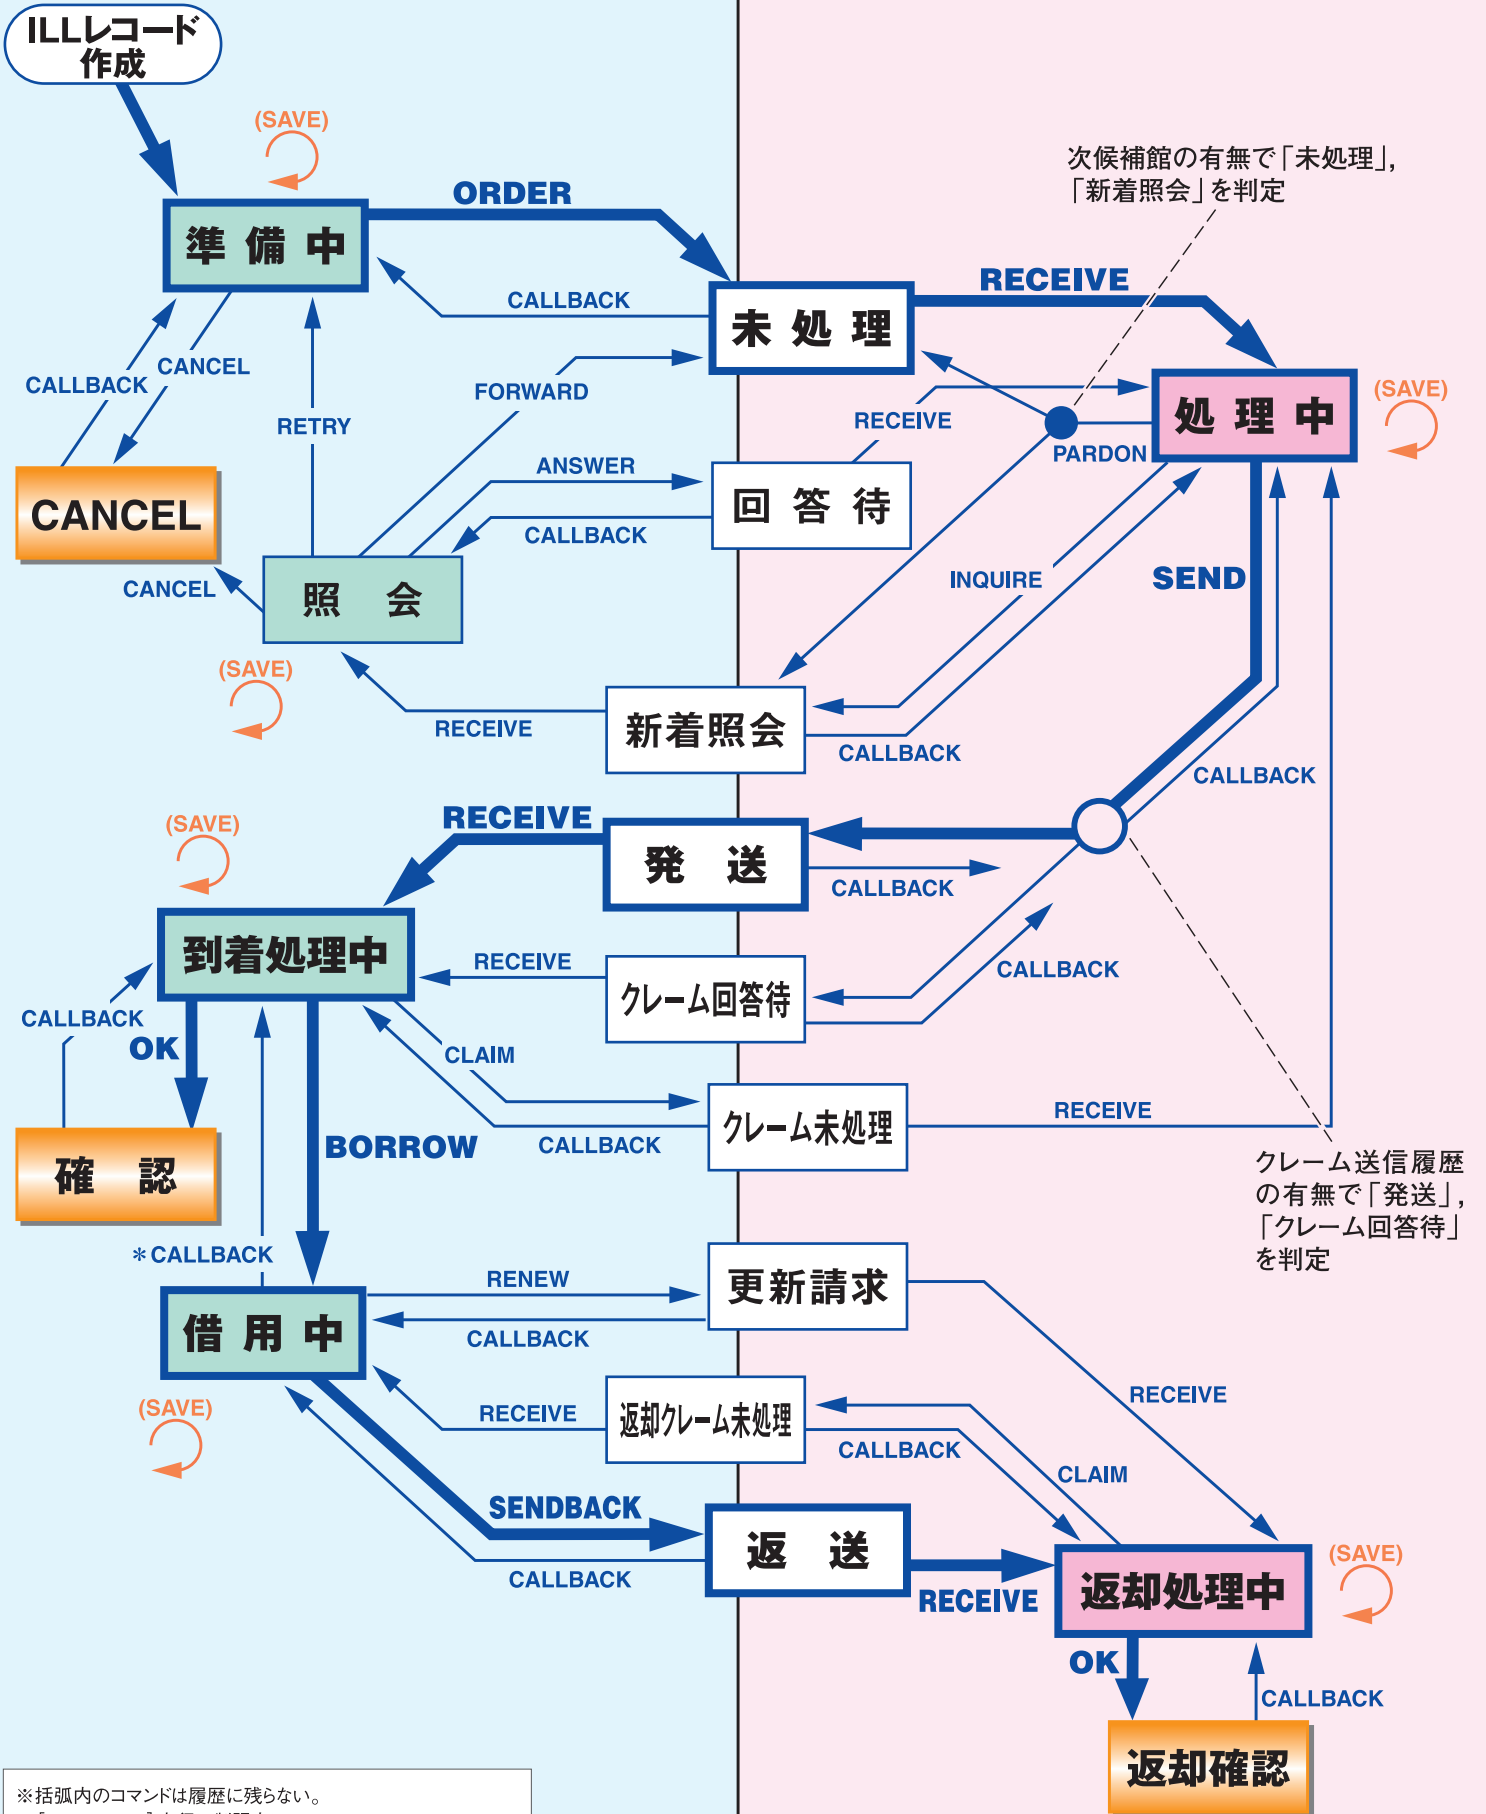 ILLレコード
作成
(SAVE)
ORDER
次候補館の有無で「未処理」,
「新着照会」を判定
準備中
CALLBACK
RECEIVE
未処理
CALLBACK
CANCEL
FORWARD
RETRY
RECEIVE
処理中
(SAVE)
PARDON
CANCEL
ANSWER
回答待
CALLBACK
CANCEL
照会
INQUIRE
SEND
(SAVE)
RECEIVE
新着照会
CALLBACK
CALLBACK
(SAVE)
RECEIVE
発送
CALLBACK
到着処理中
RECEIVE
クレーム回答待
CALLBACK
CALLBACK
OK
CLAIM
クレーム未処理
RECEIVE
CALLBACK
BORROW
確認
クレーム送信履歴
の有無で「発送」,
「クレーム回答待」
を判定
＊CALLBACK
RENEW
更新請求
借用中
CALLBACK
RECEIVE
(SAVE)
RECEIVE
返却クレーム未処理
CALLBACK
CLAIM
SENDBACK
返送
CALLBACK
RECEIVE
返却処理中
(SAVE)
OK
CALLBACK
返却確認
※括弧内のコマンドは履歴に残らない。